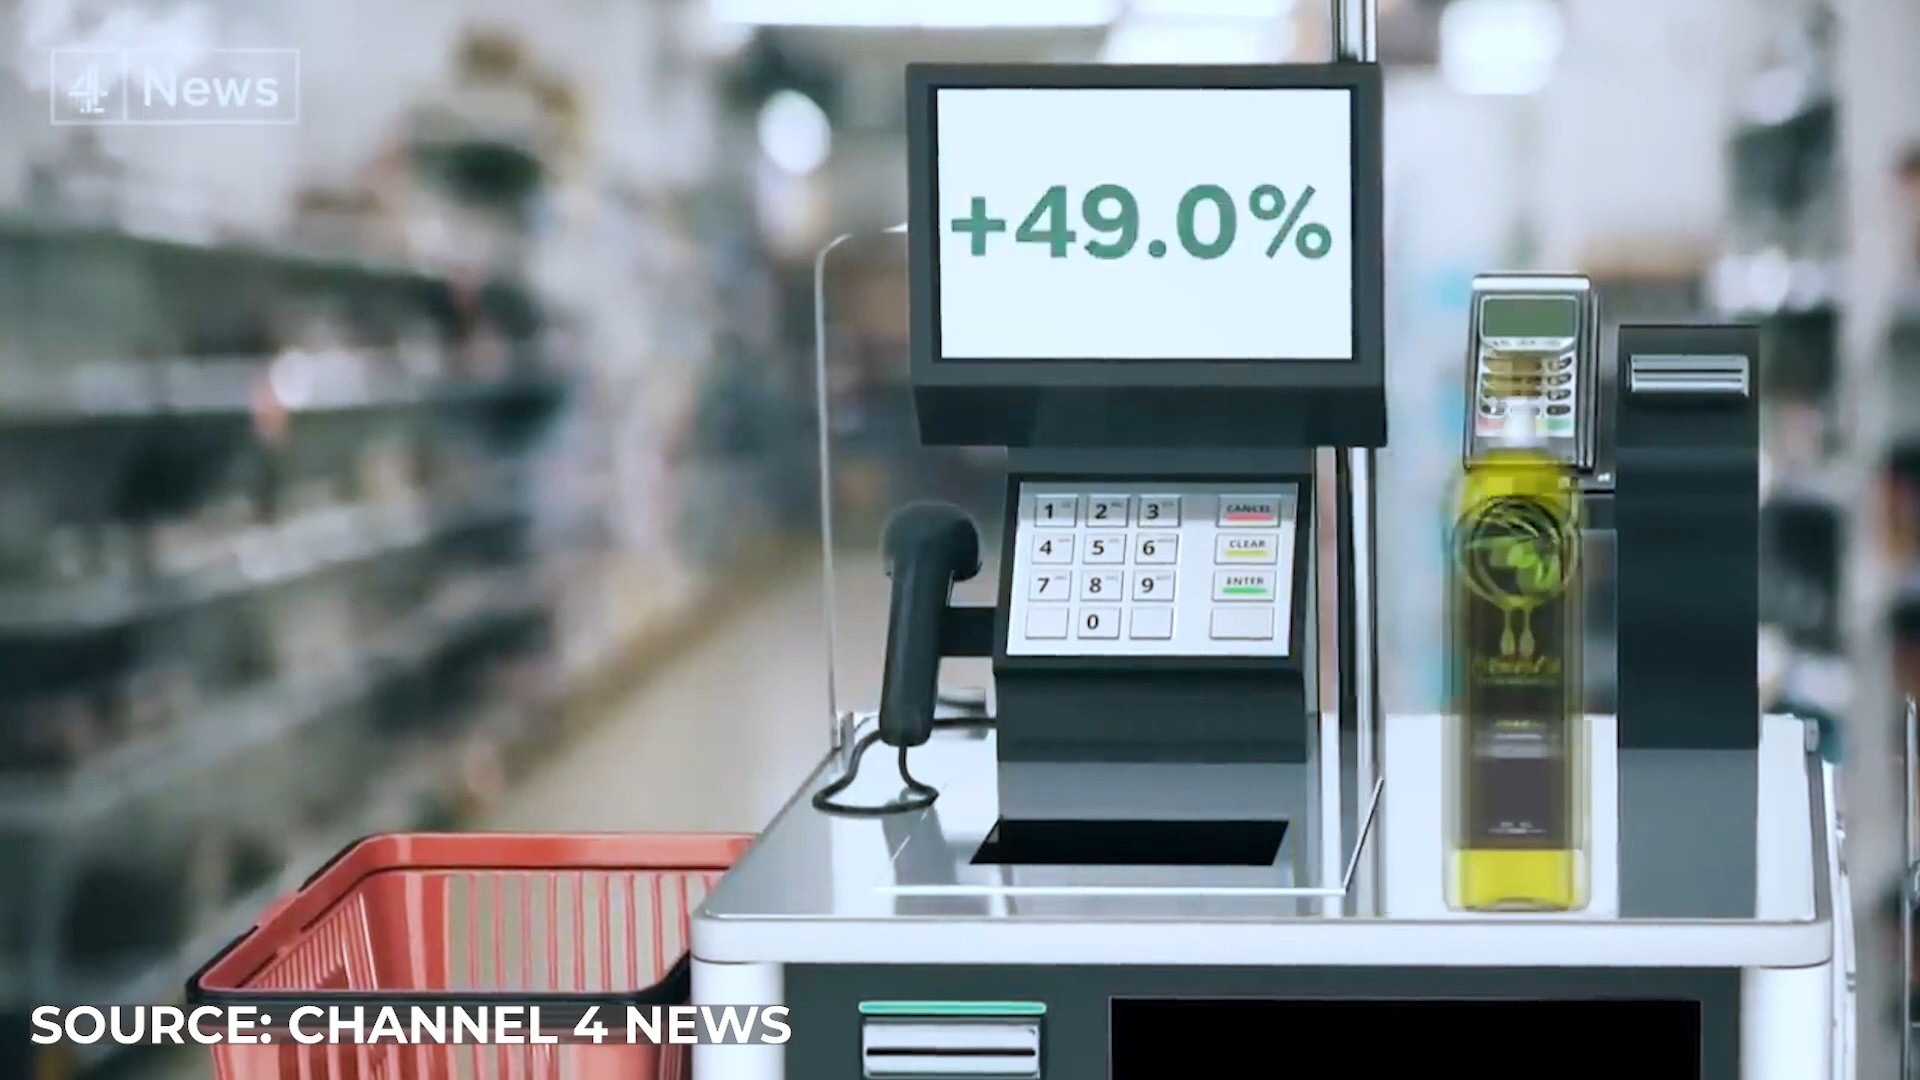 4 News
+49.0%
1 2 3 CANCEL
4 5 6 CLEAR
7 8 9 ENTER
0
SOURCE: CHANNEL 4 NEWS